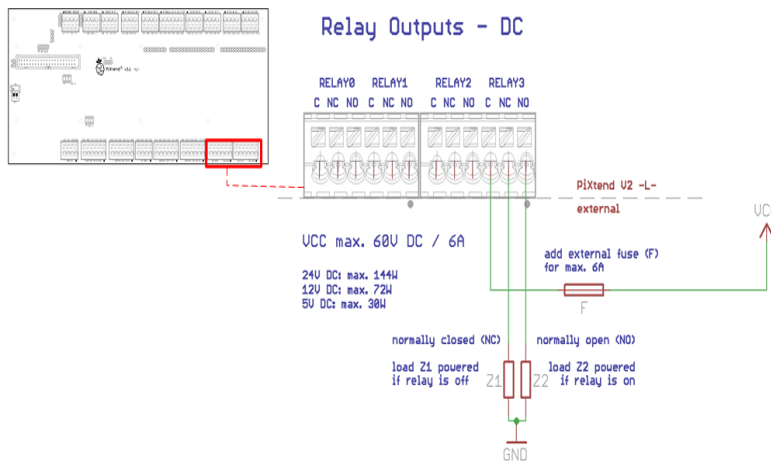 Relay Outputs - DC
RELAY0 RELAY1 RELAY2 RELAY3
C NC NO C NC NO C NC NO C NC NO
PiXtend V2 -L-
external
VCC
VCC max. 60V DC / 6A
24V DC: max. 144W
12V DC: max. 72W
5V DC: max. 30W
add external fuse (F)
for max. 6A
F
normally closed (NC)
normally open (NO)
load Z1 powered
if relay is off
Z1
Z2
load Z2 powered
if relay is on
GND